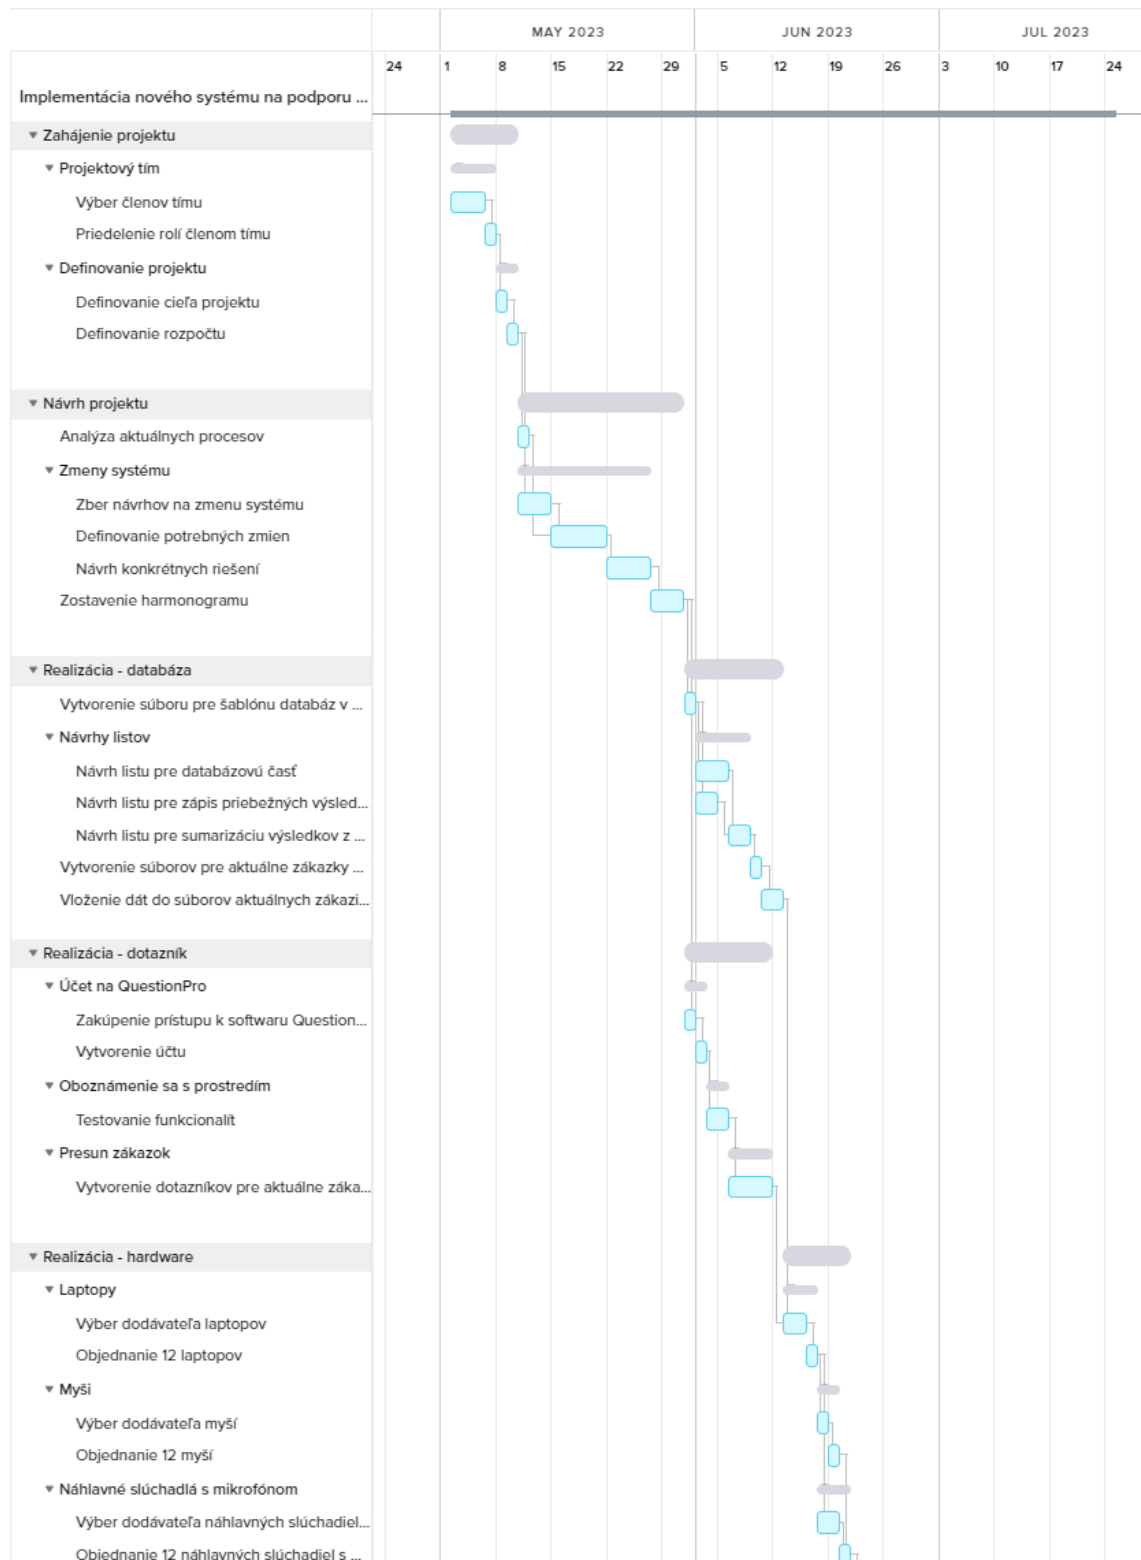 MAY 2023 JUN 2023 JUL 2023
24 1 8 15 22 29 5 12 19 26 3 10 17 24
Implementácia nového systému na podporu ...
Zahájenie projektu
Projektový tím
Výber členov tímu
Priedelenie rolí členom tímu
Definovanie projektu
Definovanie cieľa projektu
Definovanie rozpočtu
Návrh projektu
Analýza aktuálnych procesov
Zmeny systému
Zber návrhov na zmenu systému
Definovanie potrebných zmien
Návrh konkrétnych riešení
Zostavenie harmonogramu
Realizácia - databáza
Vytvorenie súboru pre šablónu databáz v ...
Návrhy listov
Návrh listu pre databázovú časť
Návrh listu pre zápis priebežných výsled...
Návrh listu pre sumarizáciu výsledkov z ...
Vytvorenie súborov pre aktuálne zákazky ...
Vloženie dát do súborov aktuálnych zákazi...
Realizácia - dotazník
Účet na QuestionPro
Zakúpenie prístupu k softwaru Question...
Vytvorenie účtu
Oboznámenie sa s prostredím
Testovanie funkcionalít
Presun zákazok
Vytvorenie dotazníkov pre aktuálne záka...
Realizácia - hardware
Laptopy
Výber dodávateľa laptopov
Objednanie 12 laptopov
Myši
Výber dodávateľa myší
Objednanie 12 myší
Náhlavné slúchadlá s mikrofónom
Výber dodávateľa náhlavných slúchadiel...
Objednanie 12 náhlavných slúchadiel s ...